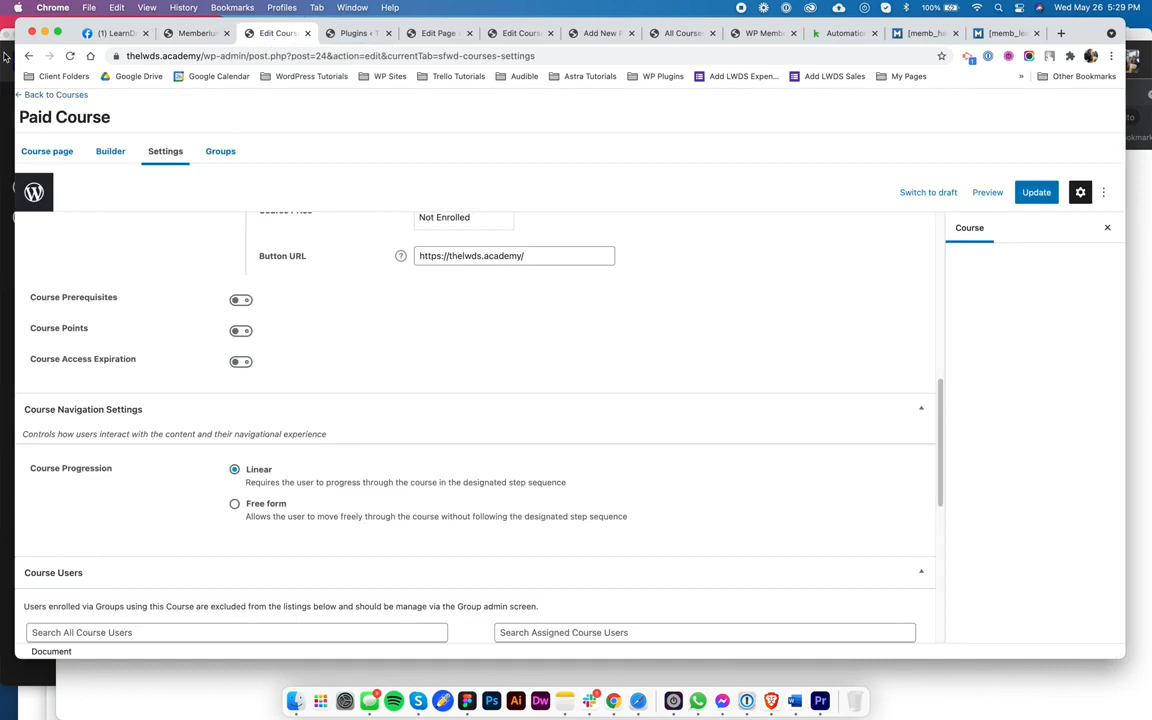 Chrome File Edit View History Bookmarks Profiles Tab Window Help 100% Wed May 26 5:29 PM
(1) LearnD Memberiu Edit Cours Plugins ‹ T Edit Page ‹ Edit Cours Add New P All Courses WP Memb Automatio [memb_ha [memb_lea
thelwds.academy/wp-admin/post.php?post=24&action=edit&currentTab=sfwd-courses-settings
Client Folders Google Drive Google Calendar WordPress Tutorials WP Sites Trello Tutorials Audible Astra Tutorials WP Plugins Add LWDS Expen... Add LWDS Sales My Pages » Other Bookmarks
← Back to Courses
Paid Course
Course page Builder Settings Groups
Switch to draft Preview Update
Course
Not Enrolled
Button URL ? https://thelwds.academy/
Course Prerequisites
Course Points
Course Access Expiration
Course Navigation Settings
Controls how users interact with the content and their navigational experience
Course Progression
Linear
Requires the user to progress through the course in the designated step sequence
Free form
Allows the user to move freely through the course without following the designated step sequence
Course Users
Users enrolled via Groups using this Course are excluded from the listings below and should be manage via the Group admin screen.
Search All Course Users Search Assigned Course Users
Document